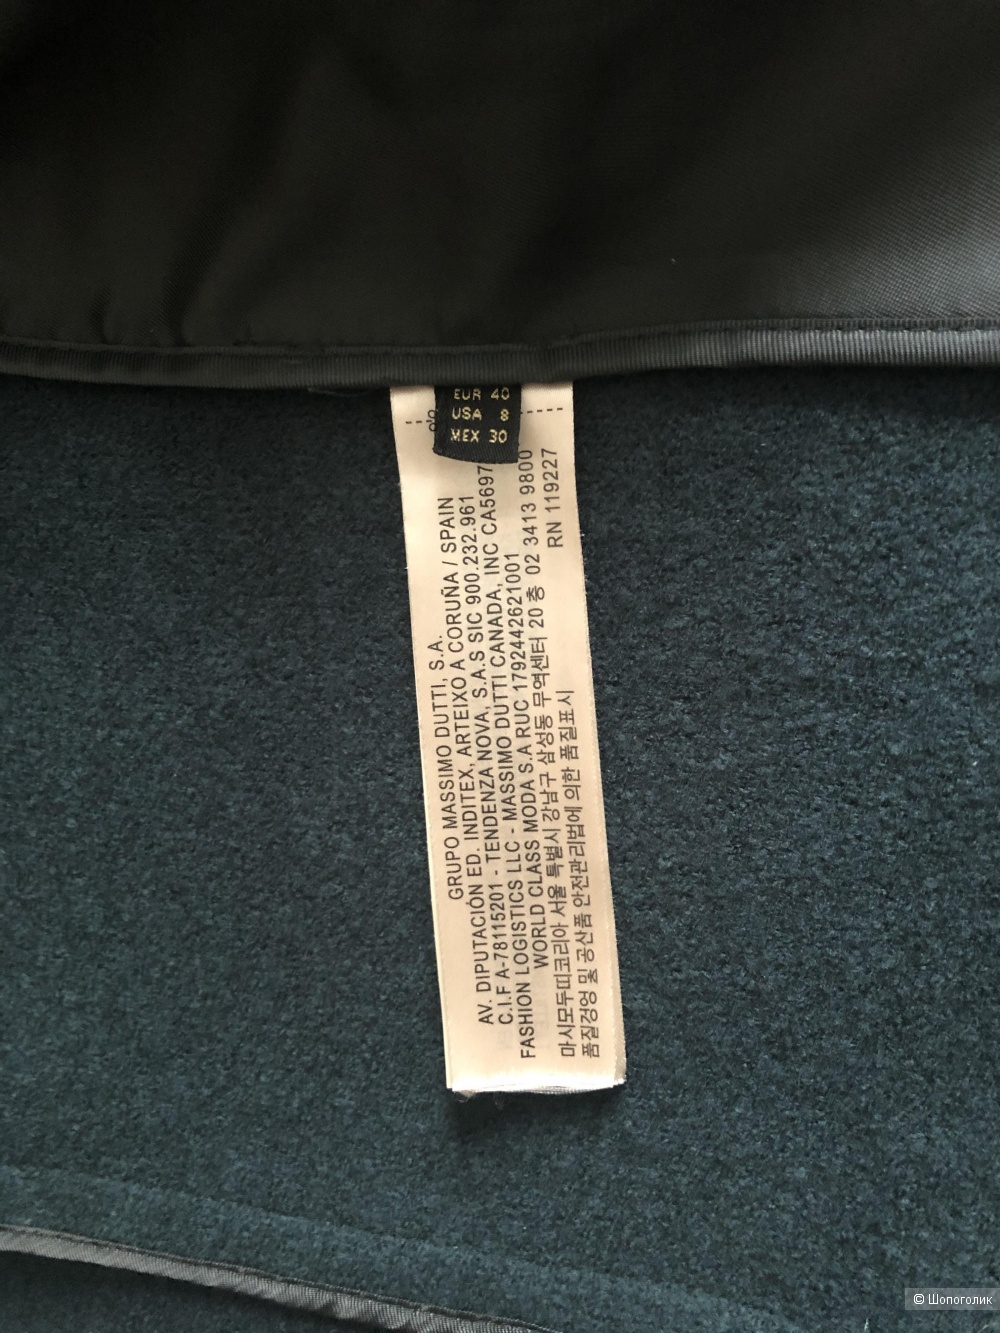 EUR 40
USA 8
MEX 30
GRUPO MASSIMO DUTTI, S.A.
AV. DIPUTACIÓN ED. INDITEX, ARTEIXO A CORUÑA / SPAIN
C.I.F A-78115201 - TENDENZA NOVA, S.A.S SIC 900.232.961
FASHION LOGISTICS LLC - MASSIMO DUTTI CANADA, INC CA5697
WORLD CLASS MODA S.A RUC 1792442621001
마시모두띠코리아 서울 특별시 강남구 삼성동 무역센터 20 층 02 3413 9800
품질경영 및 공산품 안전관리법에 의한 품질표시
RN 119227
© Шопоголик